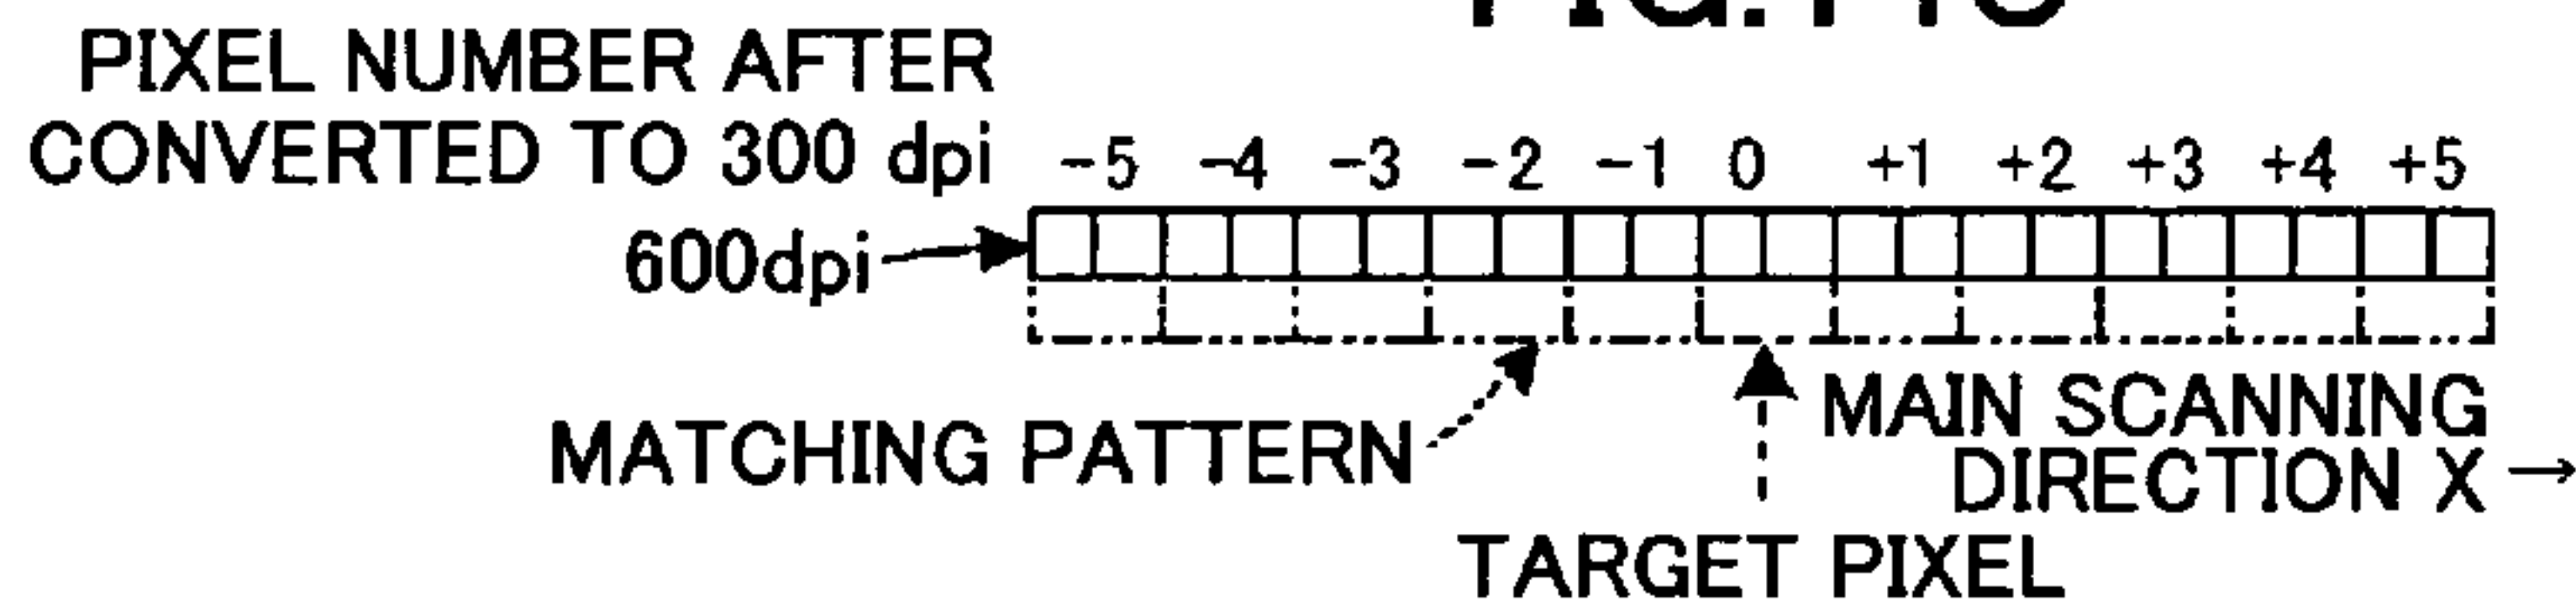 PIXEL NUMBER AFTER
CONVERTED TO 300 dpi
-5 -4 -3 -2 -1 0 +1 +2 +3 +4 +5
600dpi
MATCHING PATTERN
MAIN SCANNING
DIRECTION X →
TARGET PIXEL